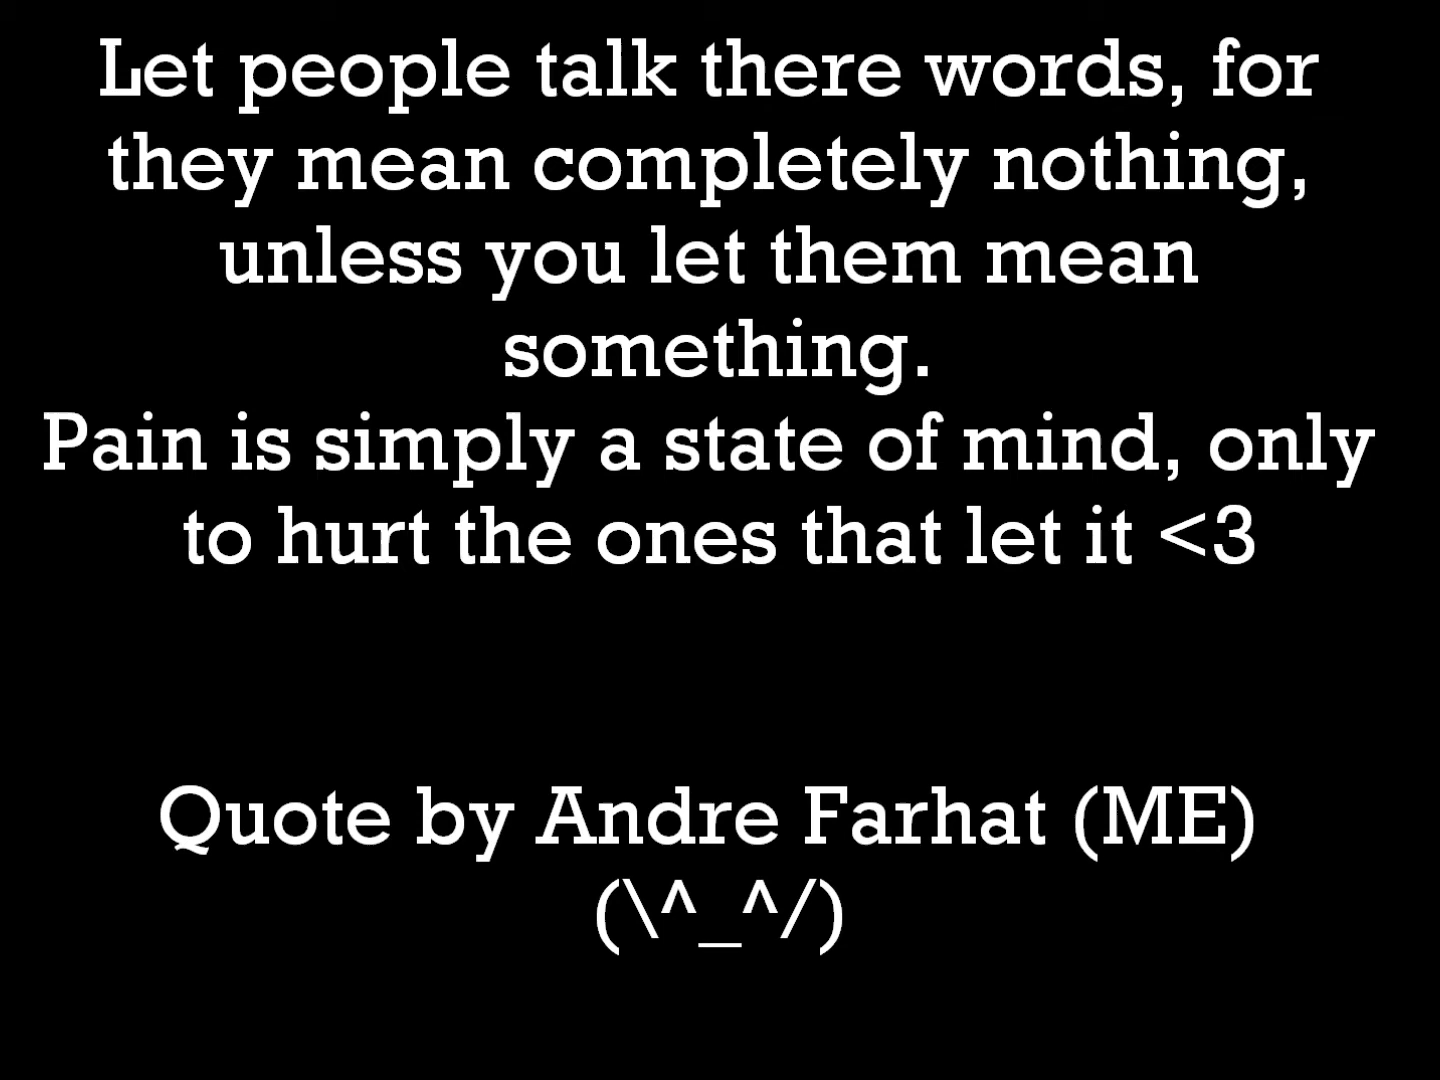 Let people talk there words, for
they mean completely nothing,
unless you let them mean
something.
Pain is simply a state of mind, only
to hurt the ones that let it <3
Quote by Andre Farhat (ME)
(\^_^/)